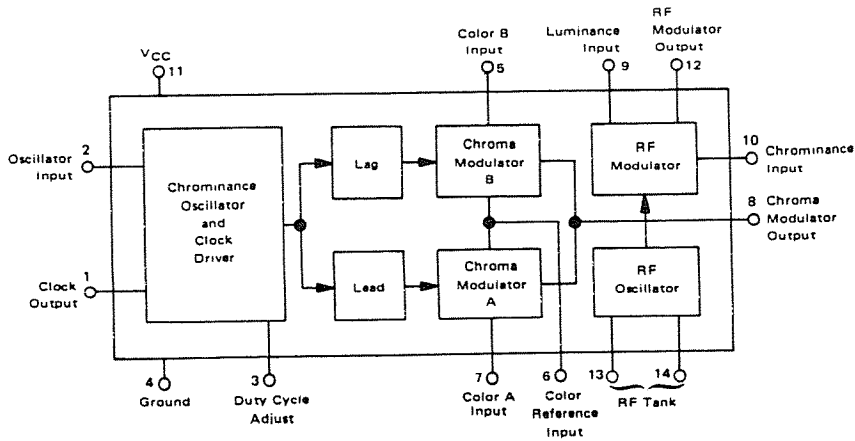 VCC
11
Color B
Input
5
Luminance
Input
9
RF
Modulator
Output
12
2
Oscillator
Input
Chrominance
Oscillator
and
Clock
Driver
Lag
Chroma
Modulator
B
RF
Modulator
10
Chrominance
Input
8 Chroma
Modulator
Output
1
Clock
Output
Lead
Chroma
Modulator
A
RF
Oscillator
4
Ground
3
Duty Cycle
Adjust
7
Color A
Input
6
Color
Reference
Input
13
14
RF Tank